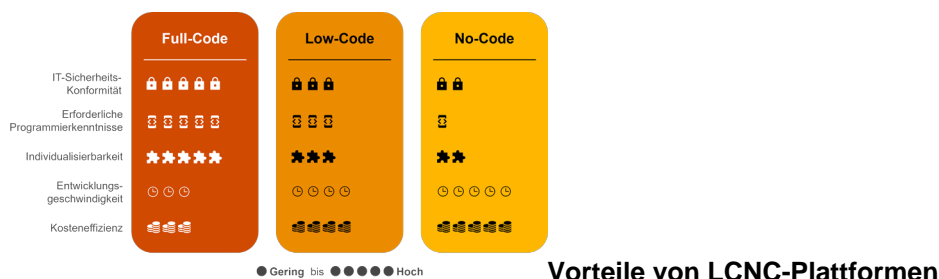 Full-Code
Low-Code
No-Code
IT-Sicherheits-
Konformität
Erforderliche
Programmierkenntnisse
Individualisierbarkeit
Entwicklungs-
geschwindigkeit
Kosteneffizienz
Gering bis Hoch
Vorteile von LCNC-Plattformen